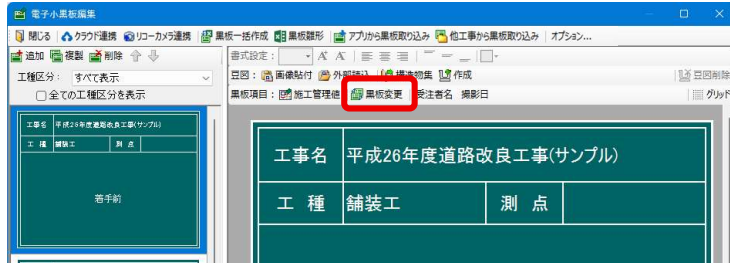 電子小黒板編集
閉じる クラウド連携 リコーカメラ連携 黒板一括作成 黒板雛形 アプリから黒板取り込み 他工事から黒板取り込み オプション...
追加 複製 削除
書式設定：
工種区分： すべて表示
全ての工種区分を表示
豆図： 画像貼付 外部読込 構造物集 作成 豆図削除
黒板項目： 施工管理値 黒板変更 受注者名 撮影日 グリッド
工事名 平成26年度道路改良工事(サンプル)
工 種 舗装工 測 点
着手前
工事名 平成26年度道路改良工事(サンプル)
工 種 舗装工 測 点